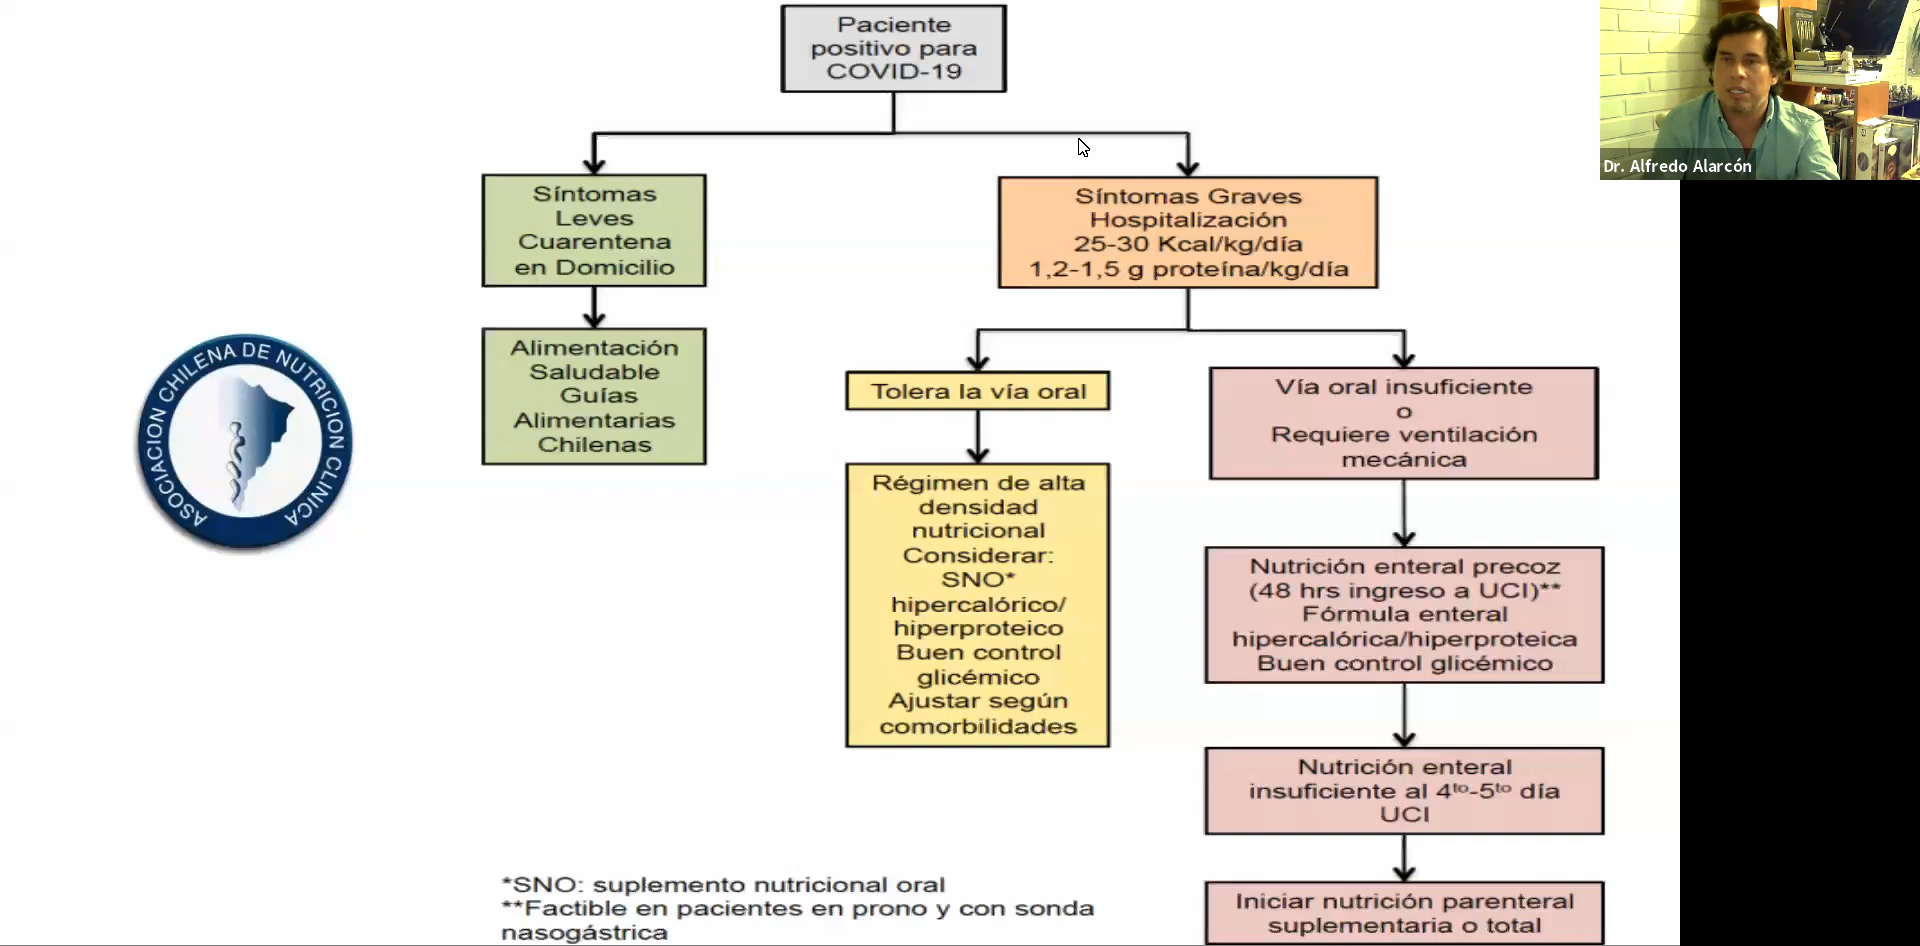 Paciente
positivo para
COVID-19
Dr. Alfredo Alarcón
Síntomas
Leves
Cuarentena
en Domicilio
Síntomas Graves
Hospitalización
25-30 Kcal/kg/día
1,2-1,5 g proteína/kg/día
Alimentación
Saludable
Guías
Alimentarias
Chilenas
Tolera la vía oral
Vía oral insuficiente
o
Requiere ventilación
mecánica
ASOCIACION CHILENA DE NUTRICION CLINICA
Régimen de alta
densidad
nutricional
Considerar:
SNO*
hipercalórico/
hiperproteico
Buen control
glicémico
Ajustar según
comorbilidades
Nutrición enteral precoz
(48 hrs ingreso a UCI)**
Fórmula enteral
hipercalórica/hiperproteica
Buen control glicémico
Nutrición enteral
insuficiente al 4to-5to día
UCI
Iniciar nutrición parenteral
suplementaria o total
*SNO: suplemento nutricional oral
**Factible en pacientes en prono y con sonda
nasogástrica